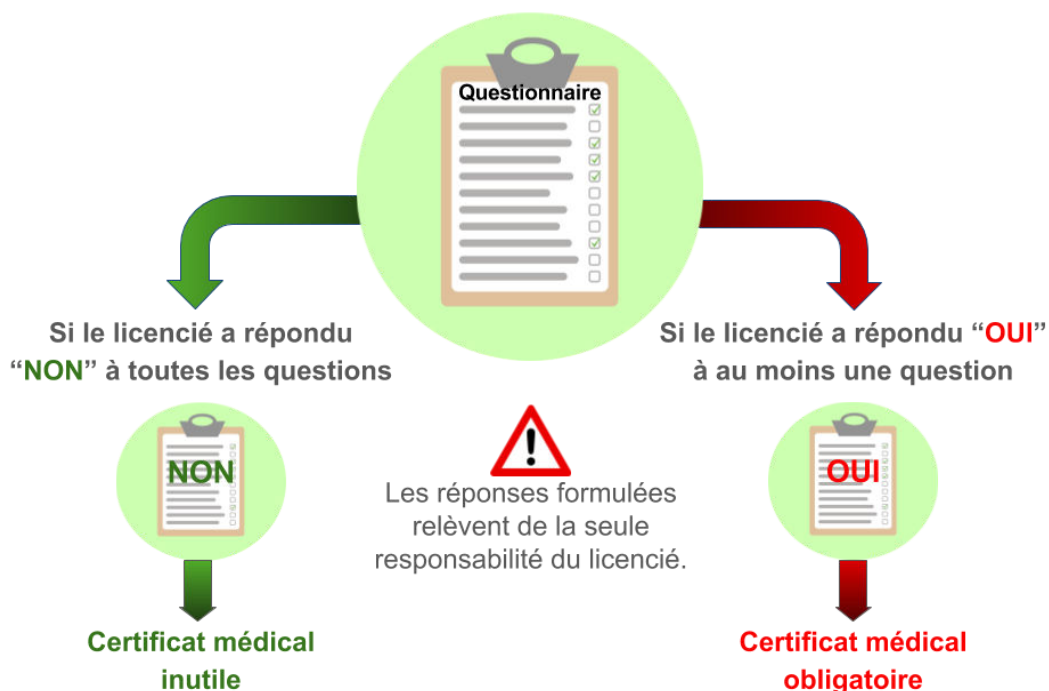 Questionnaire
Si le licencié a répondu
“NON” à toutes les questions
Si le licencié a répondu “OUI”
à au moins une question
NON
Les réponses formulées
relèvent de la seule
responsabilité du licencié.
OUI
Certificat médical
inutile
Certificat médical
obligatoire